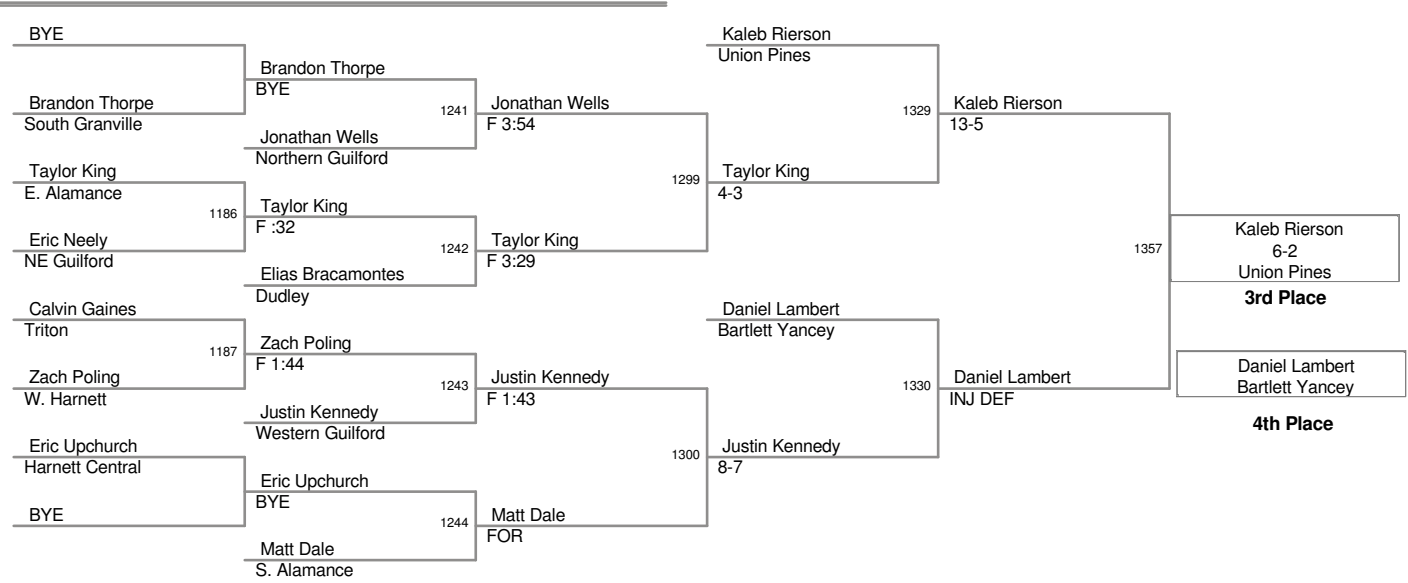 BYE
Brandon Thorpe
South Granville
Taylor King
E. Alamance
1186
Eric Neely
NE Guilford
Calvin Gaines
Triton
1187
Zach Poling
W. Harnett
Eric Upchurch
Harnett Central
BYE
Brandon Thorpe
BYE
1241
Jonathan Wells
Northern Guilford
Taylor King
F :32
1242
Elias Bracamontes
Dudley
Zach Poling
F 1:44
1243
Justin Kennedy
Western Guilford
Eric Upchurch
BYE
1244
Matt Dale
S. Alamance
Jonathan Wells
F 3:54
1299
Taylor King
F 3:29
Justin Kennedy
F 1:43
1300
Matt Dale
FOR
Kaleb Rierson
Union Pines
1329
Taylor King
4-3
Daniel Lambert
Bartlett Yancey
1330
Justin Kennedy
8-7
Kaleb Rierson
13-5
1357
Daniel Lambert
INJ DEF
Kaleb Rierson
6-2
Union Pines
3rd Place
Daniel Lambert
Bartlett Yancey
4th Place